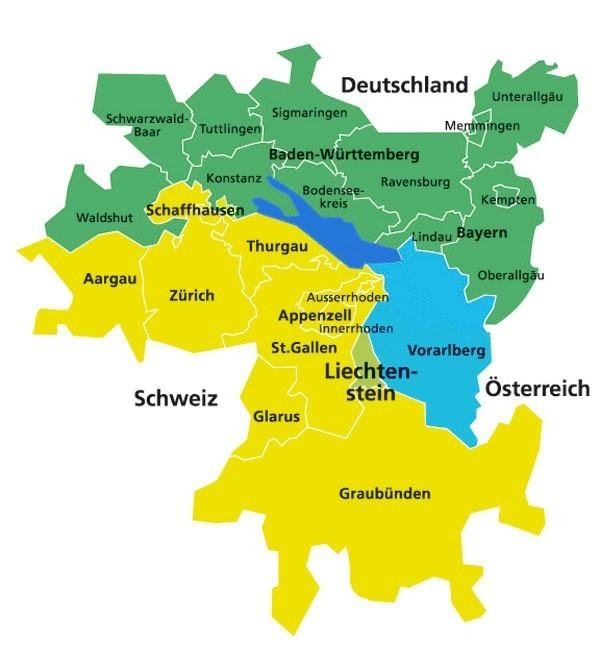 Deutschland
Unterallgäu
Schwarzwald-
Baar
Tuttlingen
Sigmaringen
Memmingen
Baden-Württemberg
Konstanz
Bodensee-
kreis
Ravensburg
Kempten
Waldshut
Schaffhausen
Lindau
Bayern
Thurgau
Aargau
Zürich
Oberallgäu
Ausserrhoden
Appenzell
Innerrhoden
St.Gallen
Vorarlberg
Liechten-
stein
Schweiz
Österreich
Glarus
Graubünden